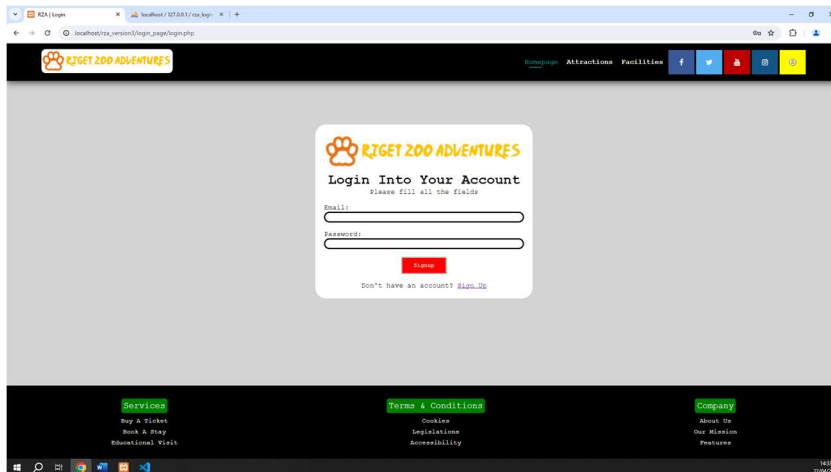 RZA | Login
localhost / 127.0.0.1 / rza_logi
localhost/rza_version3/login_page/login.php
RIGET ZOO ADVENTURES
Homepage Attractions Facilities
RIGET ZOO ADVENTURES
Login Into Your Account
Please fill all the fields
Email:
Password:
Signup
Don't have an account? Sign Up
Services Terms & Conditions Company
Buy A Ticket Cookies About Us
Book A Stay Legislations Our Mission
Educational Visit Accessibility Features